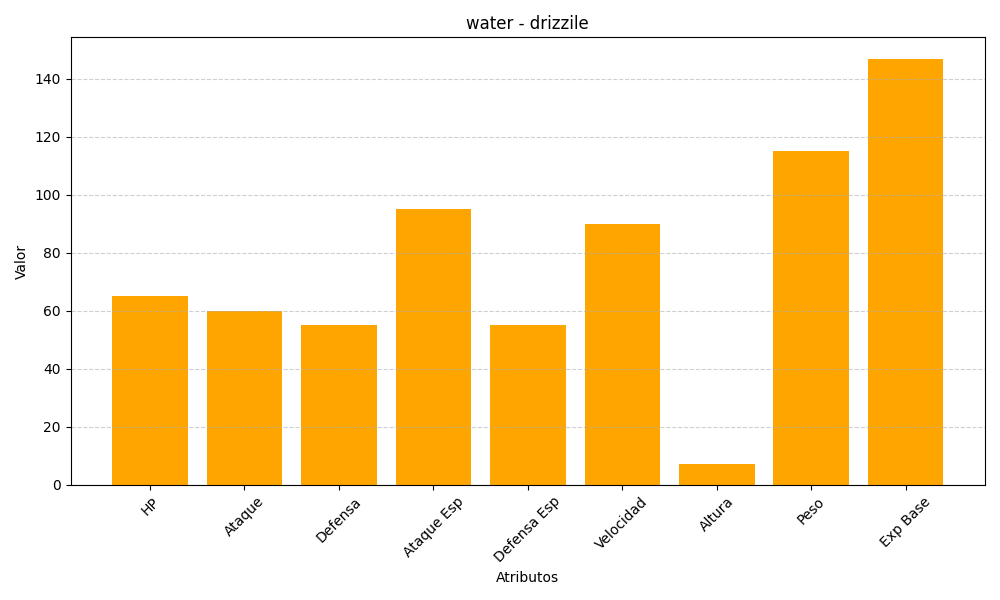 water - drizzile
Valor
140
120
100
80
60
40
20
0
HP
Ataque
Defensa
Ataque Esp
Defensa Esp
Velocidad
Altura
Peso
Exp Base
Atributos